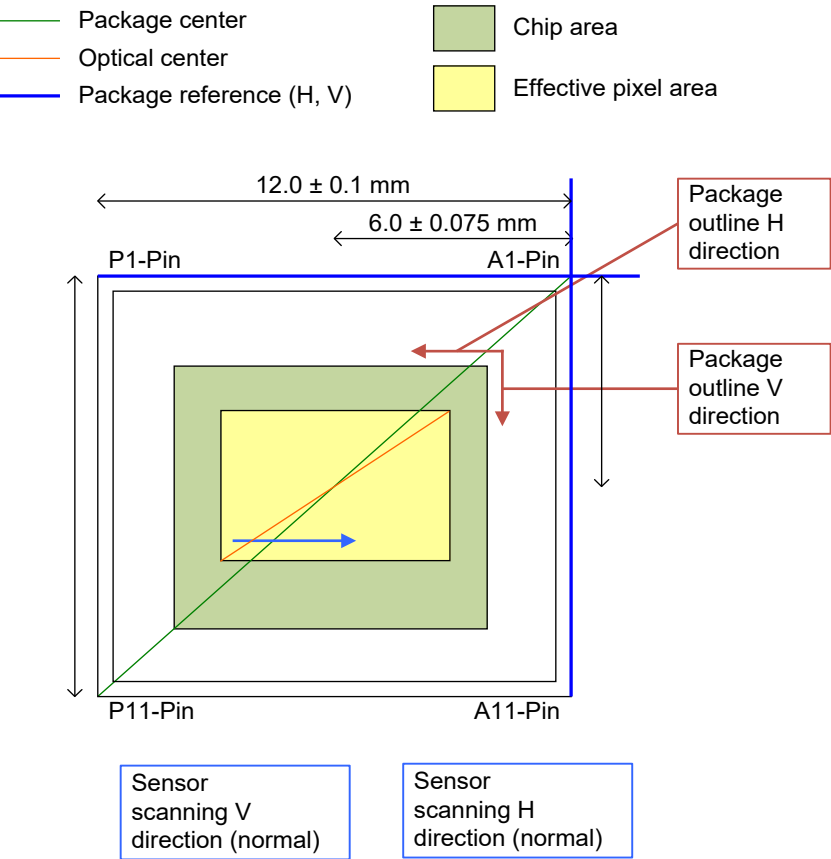 Package center
Optical center
Package reference (H, V)
Chip area
Effective pixel area
12.0 ± 0.1 mm
6.0 ± 0.075 mm
P1-Pin
A1-Pin
Package
outline H
direction
Package
outline V
direction
P11-Pin
A11-Pin
Sensor
scanning V
direction (normal)
Sensor
scanning H
direction (normal)